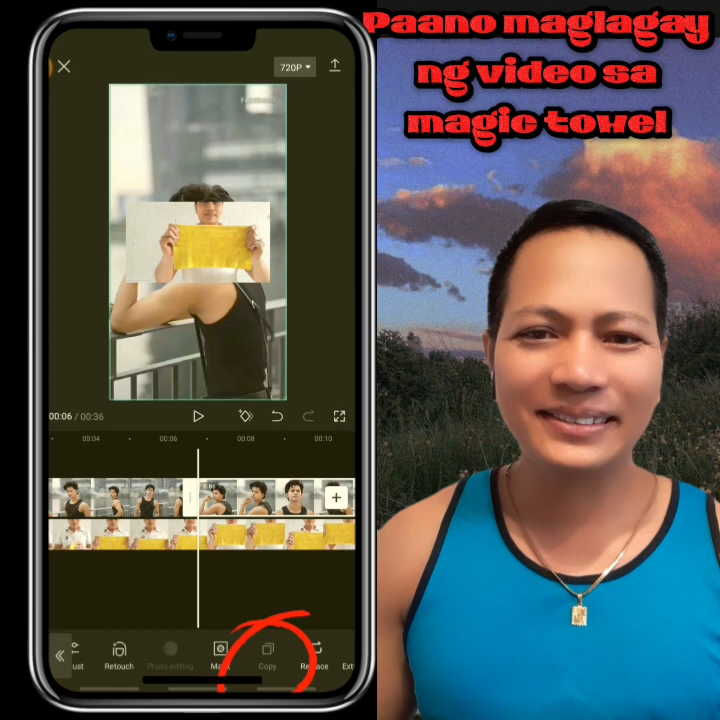 Paano maglagay
ng video sa
magic towel
720P
00:06 / 00:36
00:04
00:06
00:08
00:10
ust
Retouch
Photo editing
Copy